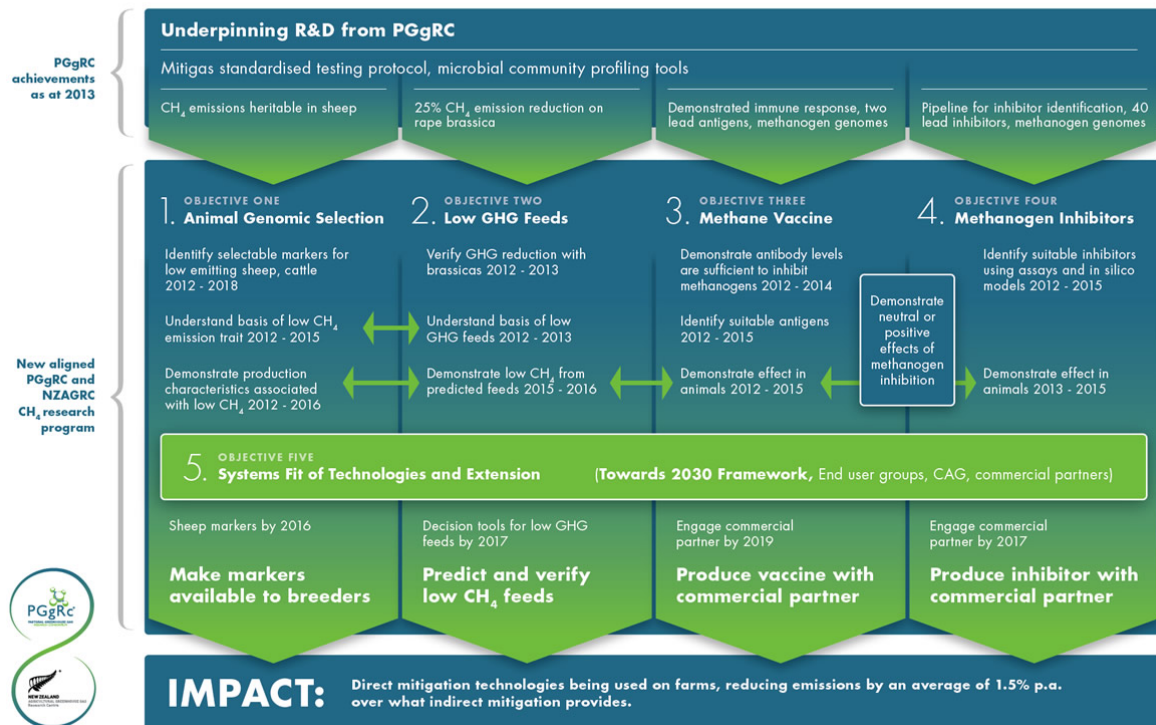 Underpinning R&D from PGgRC
Mitigas standardised testing protocol, microbial community profiling tools
PGgRC
achievements
as at 2013
CH₄ emissions heritable in sheep
25% CH₄ emission reduction on
rape brassica
Demonstrated immune response, two
lead antigens, methanogen genomes
Pipeline for inhibitor identification, 40
lead inhibitors, methanogen genomes
New aligned
PGgRC and
NZAGRC
CH₄ research
program
1. OBJECTIVE ONE
Animal Genomic Selection
Identitfy selectable markers for
low emitting sheep, cattle
2012 - 2018
Understand basis of low CH₄
emission trait 2012 - 2015
Demonstrate production
characteristics associated
with low CH₄ 2012 - 2016
2. OBJECTIVE TWO
Low GHG Feeds
Verify GHG reduction with
brassicas 2012 - 2013
Understand basis of low
GHG feeds 2012 - 2013
Demonstrate low CH₄ from
predicted feeds 2015 - 2016
3. OBJECTIVE THREE
Methane Vaccine
Demonstrate antibody levels
are sufficient to inhibit
methanogens 2012 - 2014
Identify suitable antigens
2012 - 2015
Demonstrate effect in
animals 2012 - 2015
Demonstrate
neutral or
positive
effects of
methanogen
inhibition
4. OBJECTIVE FOUR
Methanogen Inhibitors
Identify suitable inhibitors
using assays and in silico
models 2012 - 2015
Demonstrate effect in
animals 2013 - 2015
5. OBJECTIVE FIVE
Systems Fit of Technologies and Extension
(Towards 2030 Framework, End user groups, CAG, commercial partners)
Sheep markers by 2016
Make markers
available to breeders
Decision tools for low GHG
feeds by 2017
Predict and verify
low CH₄ feeds
Engage commercial
partner by 2019
Produce vaccine with
commercial partner
Engage commercial
partner by 2017
Produce inhibitor with
commercial partner
PGgRc
NEW ZEALAND
IMPACT:
Direct mitigation technologies being used on farms, reducing emissions by an average of 1.5% p.a.
over what indirect mitigation provides.